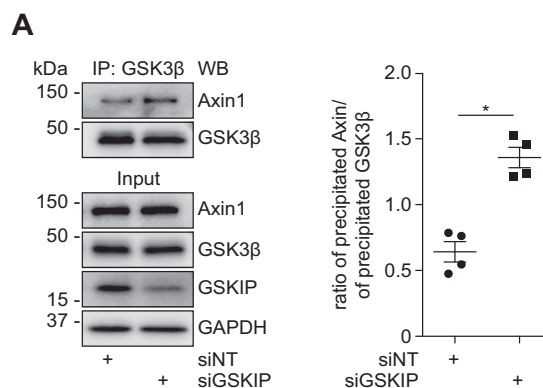 A
kDa IP: GSK3β WB
150 - Axin1
50 - GSK3β
Input
150 - Axin1
50 - GSK3β
GSKIP
15 -
37 - GAPDH
+ siNT
+ siGSKIP
ratio of precipitated Axin/
of precipitated GSK3β
2.0
*
1.5
1.0
0.5
0
siNT +
siGSKIP +